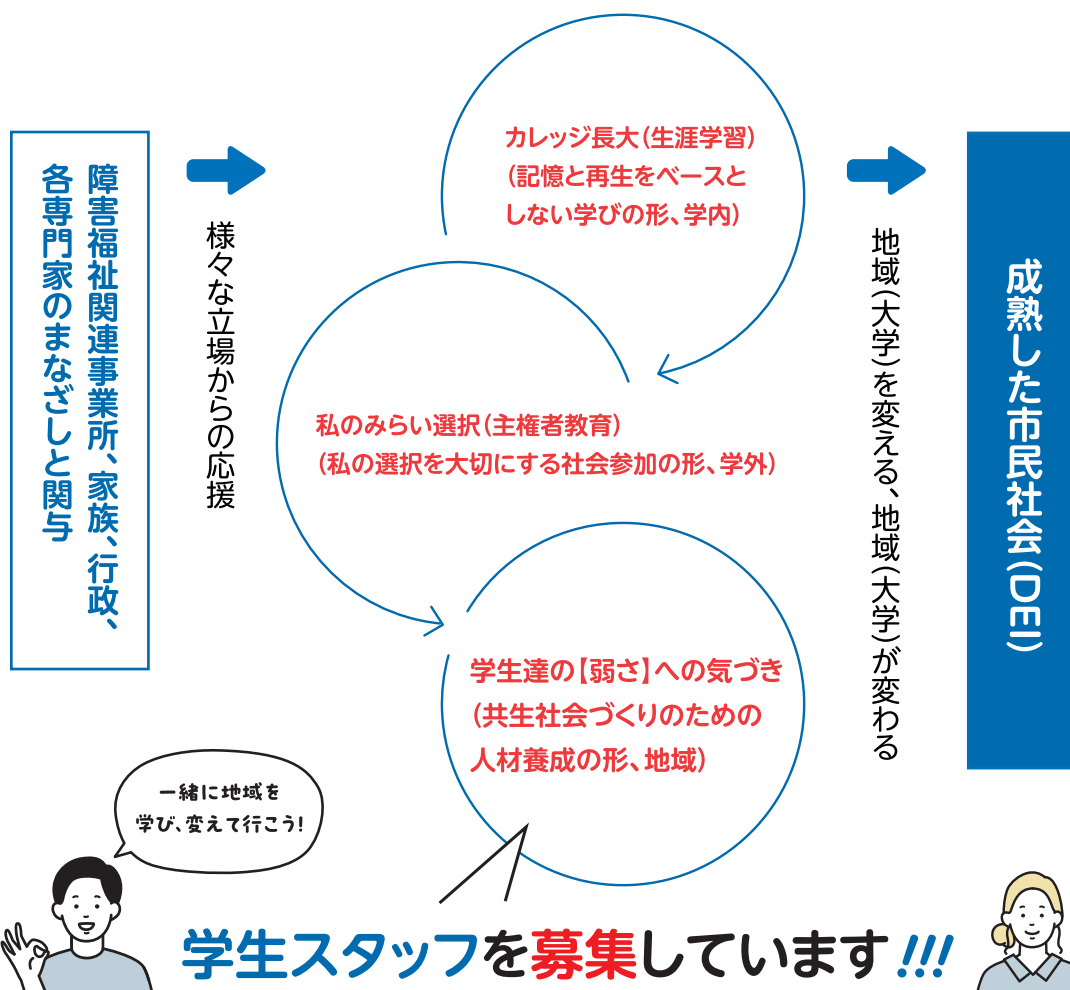 障害福祉関連事業所、家族、行政、
各専門家のまなざしと関与
様々な立場からの応援
カレッジ長大(生涯学習)
(記憶と再生をベースと
しない学びの形、学内)
私のみらい選択(主権者教育)
(私の選択を大切にする社会参加の形、学外)
学生達の【弱さ】への気づき
(共生社会づくりのための
人材養成の形、地域)
地域(大学)を変える、地域(大学)が変わる
成熟した市民社会(DEI)
一緒に地域を
学び、変えて行こう!
学生スタッフを募集しています!!!